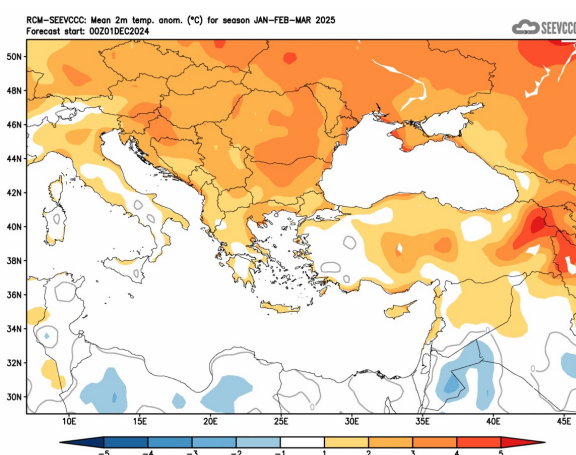 RCM-SEEVCCC: Mean 2m temp. anom. (°C) for season JAN-FEB-MAR 2025
Forecast start: 00Z01DEC2024
SEEVCCC
50N
48N
46N
44N
42N
40N
38N
36N
34N
32N
30N
10E 15E 20E 25E 30E 35E 40E 45E
-5 -4 -3 -2 -1 1 2 3 4 5